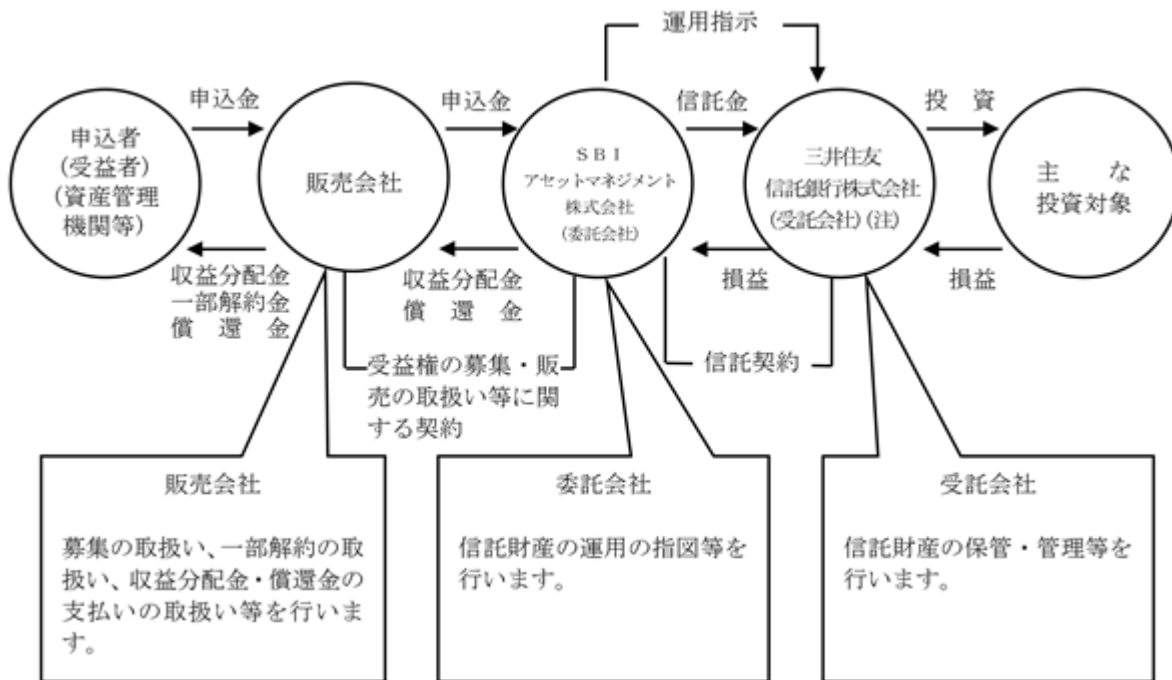 運用指示
申込金
申込金
信託金
投　資
申込者
(受益者)
(資産管理
機関等)
販売会社
ＳＢＩ
アセットマネジメント
株式会社
(委託会社)
三井住友
信託銀行株式会社
(受託会社)(注)
主　な
投資対象
収益分配金
一部解約金
償　還　金
収益分配金
償　還　金
損益
損益
受益権の募集・販
売の取扱い等に関
する契約
信託契約
販売会社
募集の取扱い、一部解約の取
扱い、収益分配金・償還金の
支払いの取扱い等を行いま
す。
委託会社
信託財産の運用の指図等を
行います。
受託会社
信託財産の保管・管理等を
行います。